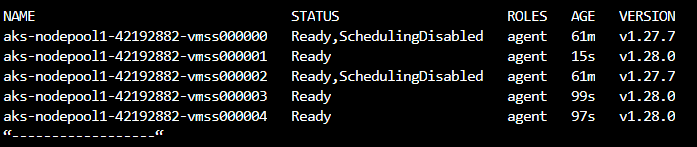 NAME STATUS ROLES AGE VERSION
aks-nodepool1-42192882-vmss000000 Ready,SchedulingDisabled agent 61m v1.27.7
aks-nodepool1-42192882-vmss000001 Ready agent 15s v1.28.0
aks-nodepool1-42192882-vmss000002 Ready,SchedulingDisabled agent 61m v1.27.7
aks-nodepool1-42192882-vmss000003 Ready agent 99s v1.28.0
aks-nodepool1-42192882-vmss000004 Ready agent 97s v1.28.0
“------------------“